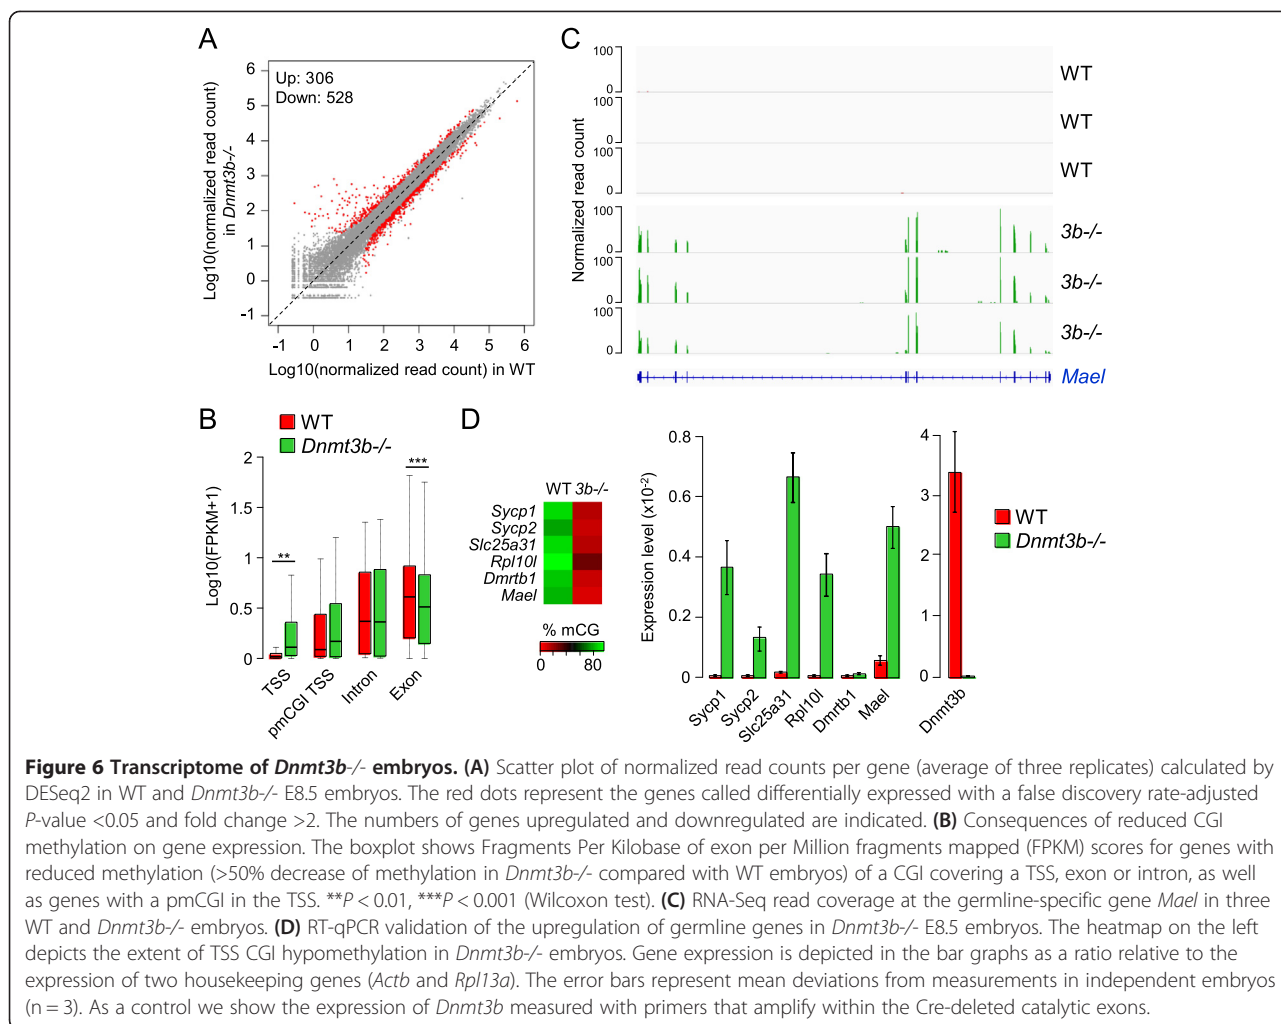 A
Up: 306
Down: 528
Log10(normalized read count)
in Dnmt3b-/-
6
5
4
3
2
1
0
-1
-1 0 1 2 3 4 5 6
Log10(normalized read count) in WT
C
Normalized read count
100
0
WT
100
0
WT
100
0
WT
100
0
3b-/-
100
0
3b-/-
100
0
3b-/-
Mael
B
WT
Dnmt3b-/-
Log10(FPKM+1)
2
1.5
1
0.5
0
**
***
TSS
pmCGI TSS
Intron
Exon
D
WT 3b-/-
Sycp1
Sycp2
Slc25a31
Rpl10l
Dmrtb1
Mael
% mCG
0 80
Expression level (x10-2)
0.8
0.6
0.4
0.2
0
Sycp1
Sycp2
Slc25a31
Rpl10l
Dmrtb1
Mael
4
3
2
1
0
Dnmt3b
WT
Dnmt3b-/-
Figure 6 Transcriptome of Dnmt3b-/- embryos. (A) Scatter plot of normalized read counts per gene (average of three replicates) calculated by
DESeq2 in WT and Dnmt3b-/- E8.5 embryos. The red dots represent the genes called differentially expressed with a false discovery rate-adjusted
P-value <0.05 and fold change >2. The numbers of genes upregulated and downregulated are indicated. (B) Consequences of reduced CGI
methylation on gene expression. The boxplot shows Fragments Per Kilobase of exon per Million fragments mapped (FPKM) scores for genes with
reduced methylation (>50% decrease of methylation in Dnmt3b-/- compared with WT embryos) of a CGI covering a TSS, exon or intron, as well
as genes with a pmCGI in the TSS. **P < 0.01, ***P < 0.001 (Wilcoxon test). (C) RNA-Seq read coverage at the germline-specific gene Mael in three
WT and Dnmt3b-/- embryos. (D) RT-qPCR validation of the upregulation of germline genes in Dnmt3b-/- E8.5 embryos. The heatmap on the left
depicts the extent of TSS CGI hypomethylation in Dnmt3b-/- embryos. Gene expression is depicted in the bar graphs as a ratio relative to the
expression of two housekeeping genes (Actb and Rpl13a). The error bars represent mean deviations from measurements in independent embryos
(n = 3). As a control we show the expression of Dnmt3b measured with primers that amplify within the Cre-deleted catalytic exons.